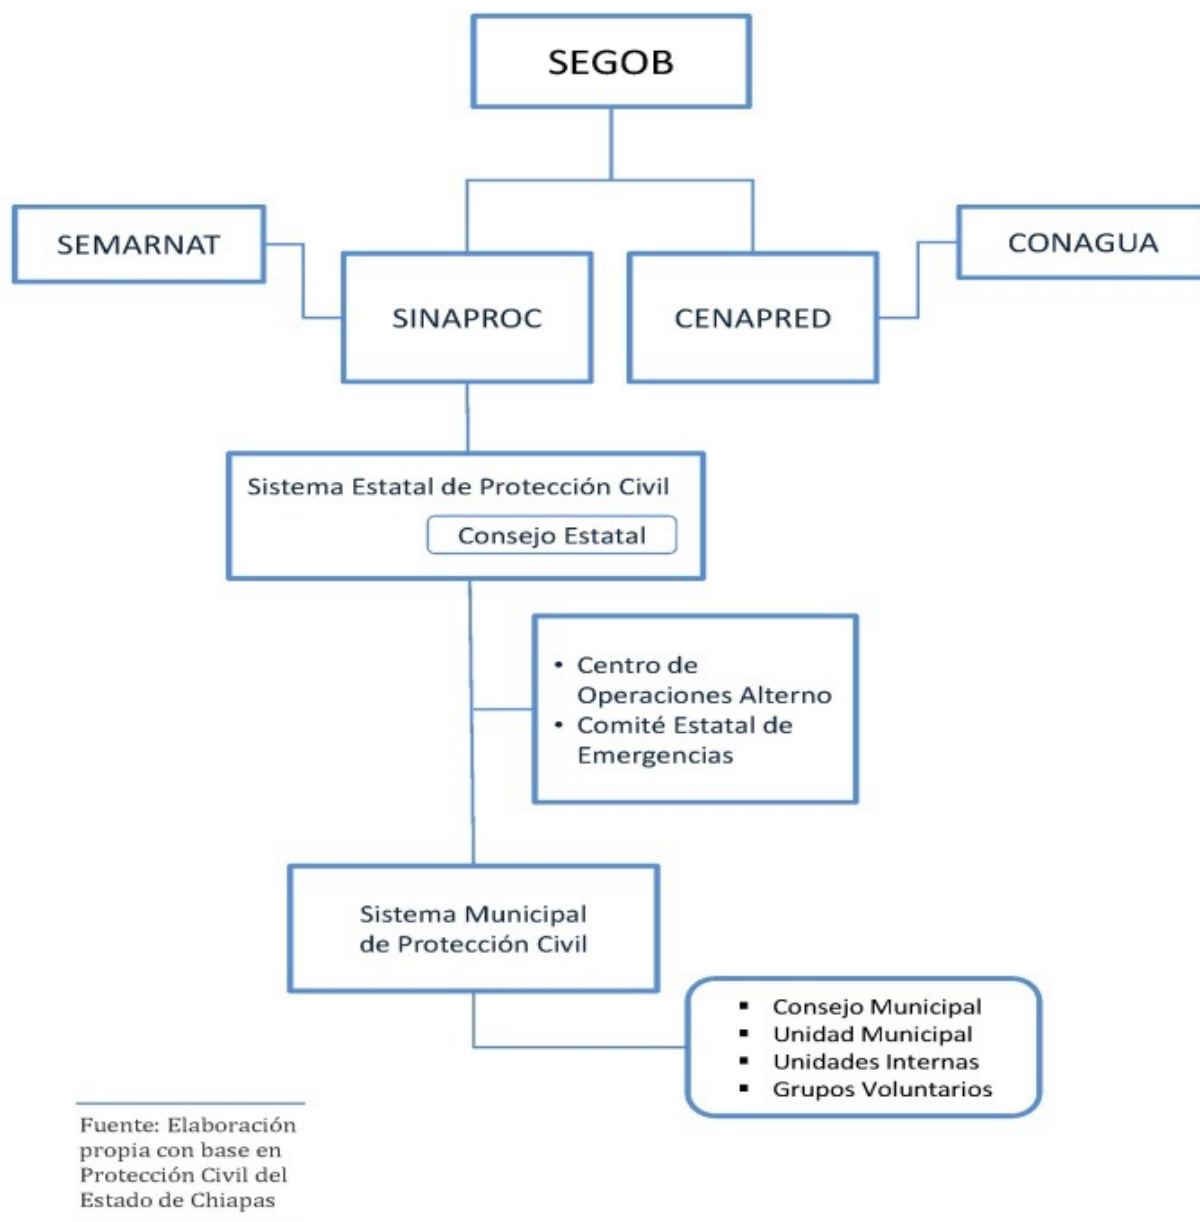 SEGOB
SEMARNAT
CONAGUA
SINAPROC
CENAPRED
Sistema Estatal de Protección Civil
Consejo Estatal
• Centro de
Operaciones Alterno
• Comité Estatal de
Emergencias
Sistema Municipal
de Protección Civil
▪ Consejo Municipal
▪ Unidad Municipal
▪ Unidades Internas
▪ Grupos Voluntarios
Fuente: Elaboración
propia con base en
Protección Civil del
Estado de Chiapas